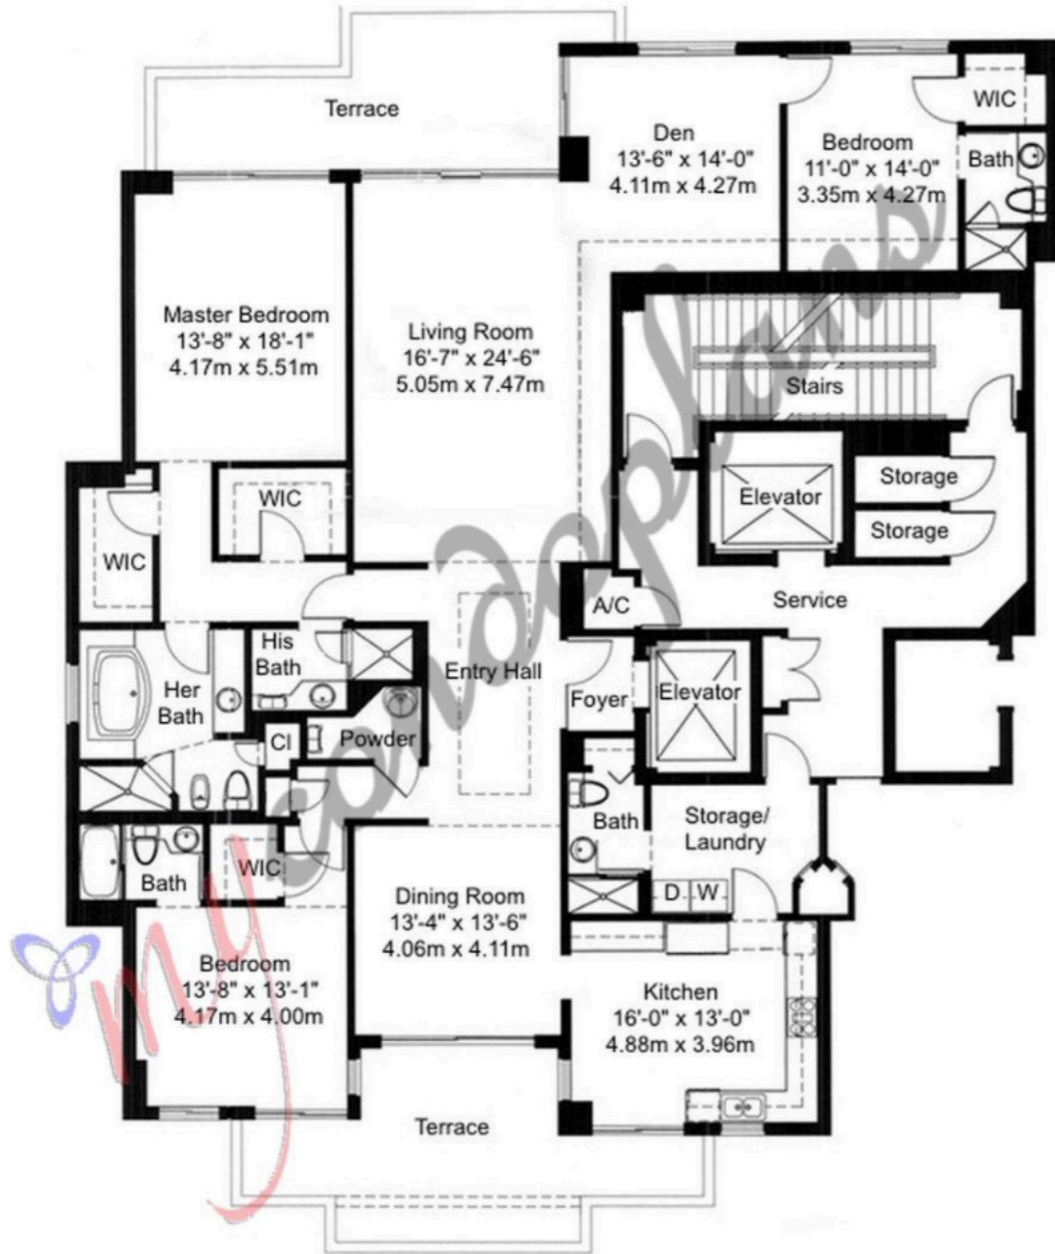 Terrace
Den
13'-6" x 14'-0"
4.11m x 4.27m
Bedroom
11'-0" x 14'-0"
3.35m x 4.27m
WIC
Bath
Master Bedroom
13'-8" x 18'-1"
4.17m x 5.51m
Living Room
16'-7" x 24'-6"
5.05m x 7.47m
Stairs
WIC
WIC
Elevator
Storage
Storage
A/C
Service
His
Bath
Her
Bath
Entry Hall
Foyer
Elevator
Cl
Powder
Bath
Storage/
Laundry
D W
Bath
WIC
Dining Room
13'-4" x 13'-6"
4.06m x 4.11m
Bedroom
13'-8" x 13'-1"
4.17m x 4.00m
Kitchen
16'-0" x 13'-0"
4.88m x 3.96m
Terrace
my condoplans